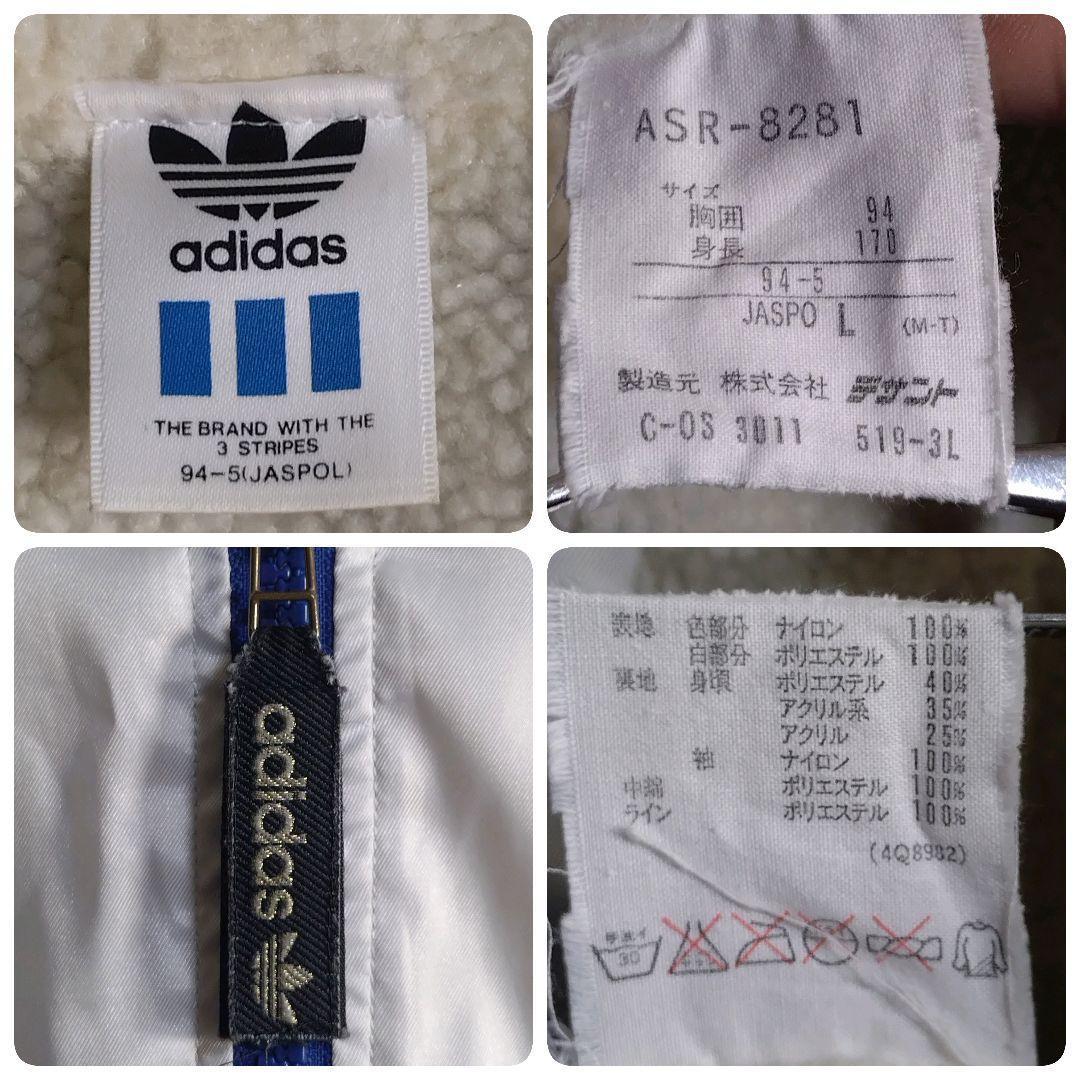 adidas
THE BRAND WITH THE
3 STRIPES
94-5(JASPOL)
ASR-8281
サイズ
胸囲 94
身長 170
94-5
JASPO L (M-T)
製造元 株式会社 デサント
C-OS 3011 519-3L
adidas
表地 色部分 ナイロン 100%
白部分 ポリエステル 100%
裏地 身頃 ポリエステル 40%
アクリル系 35%
アクリル 25%
袖 ナイロン 100%
中綿 ポリエステル 100%
ライン ポリエステル 100%
(4Q8982)
手洗イ
30